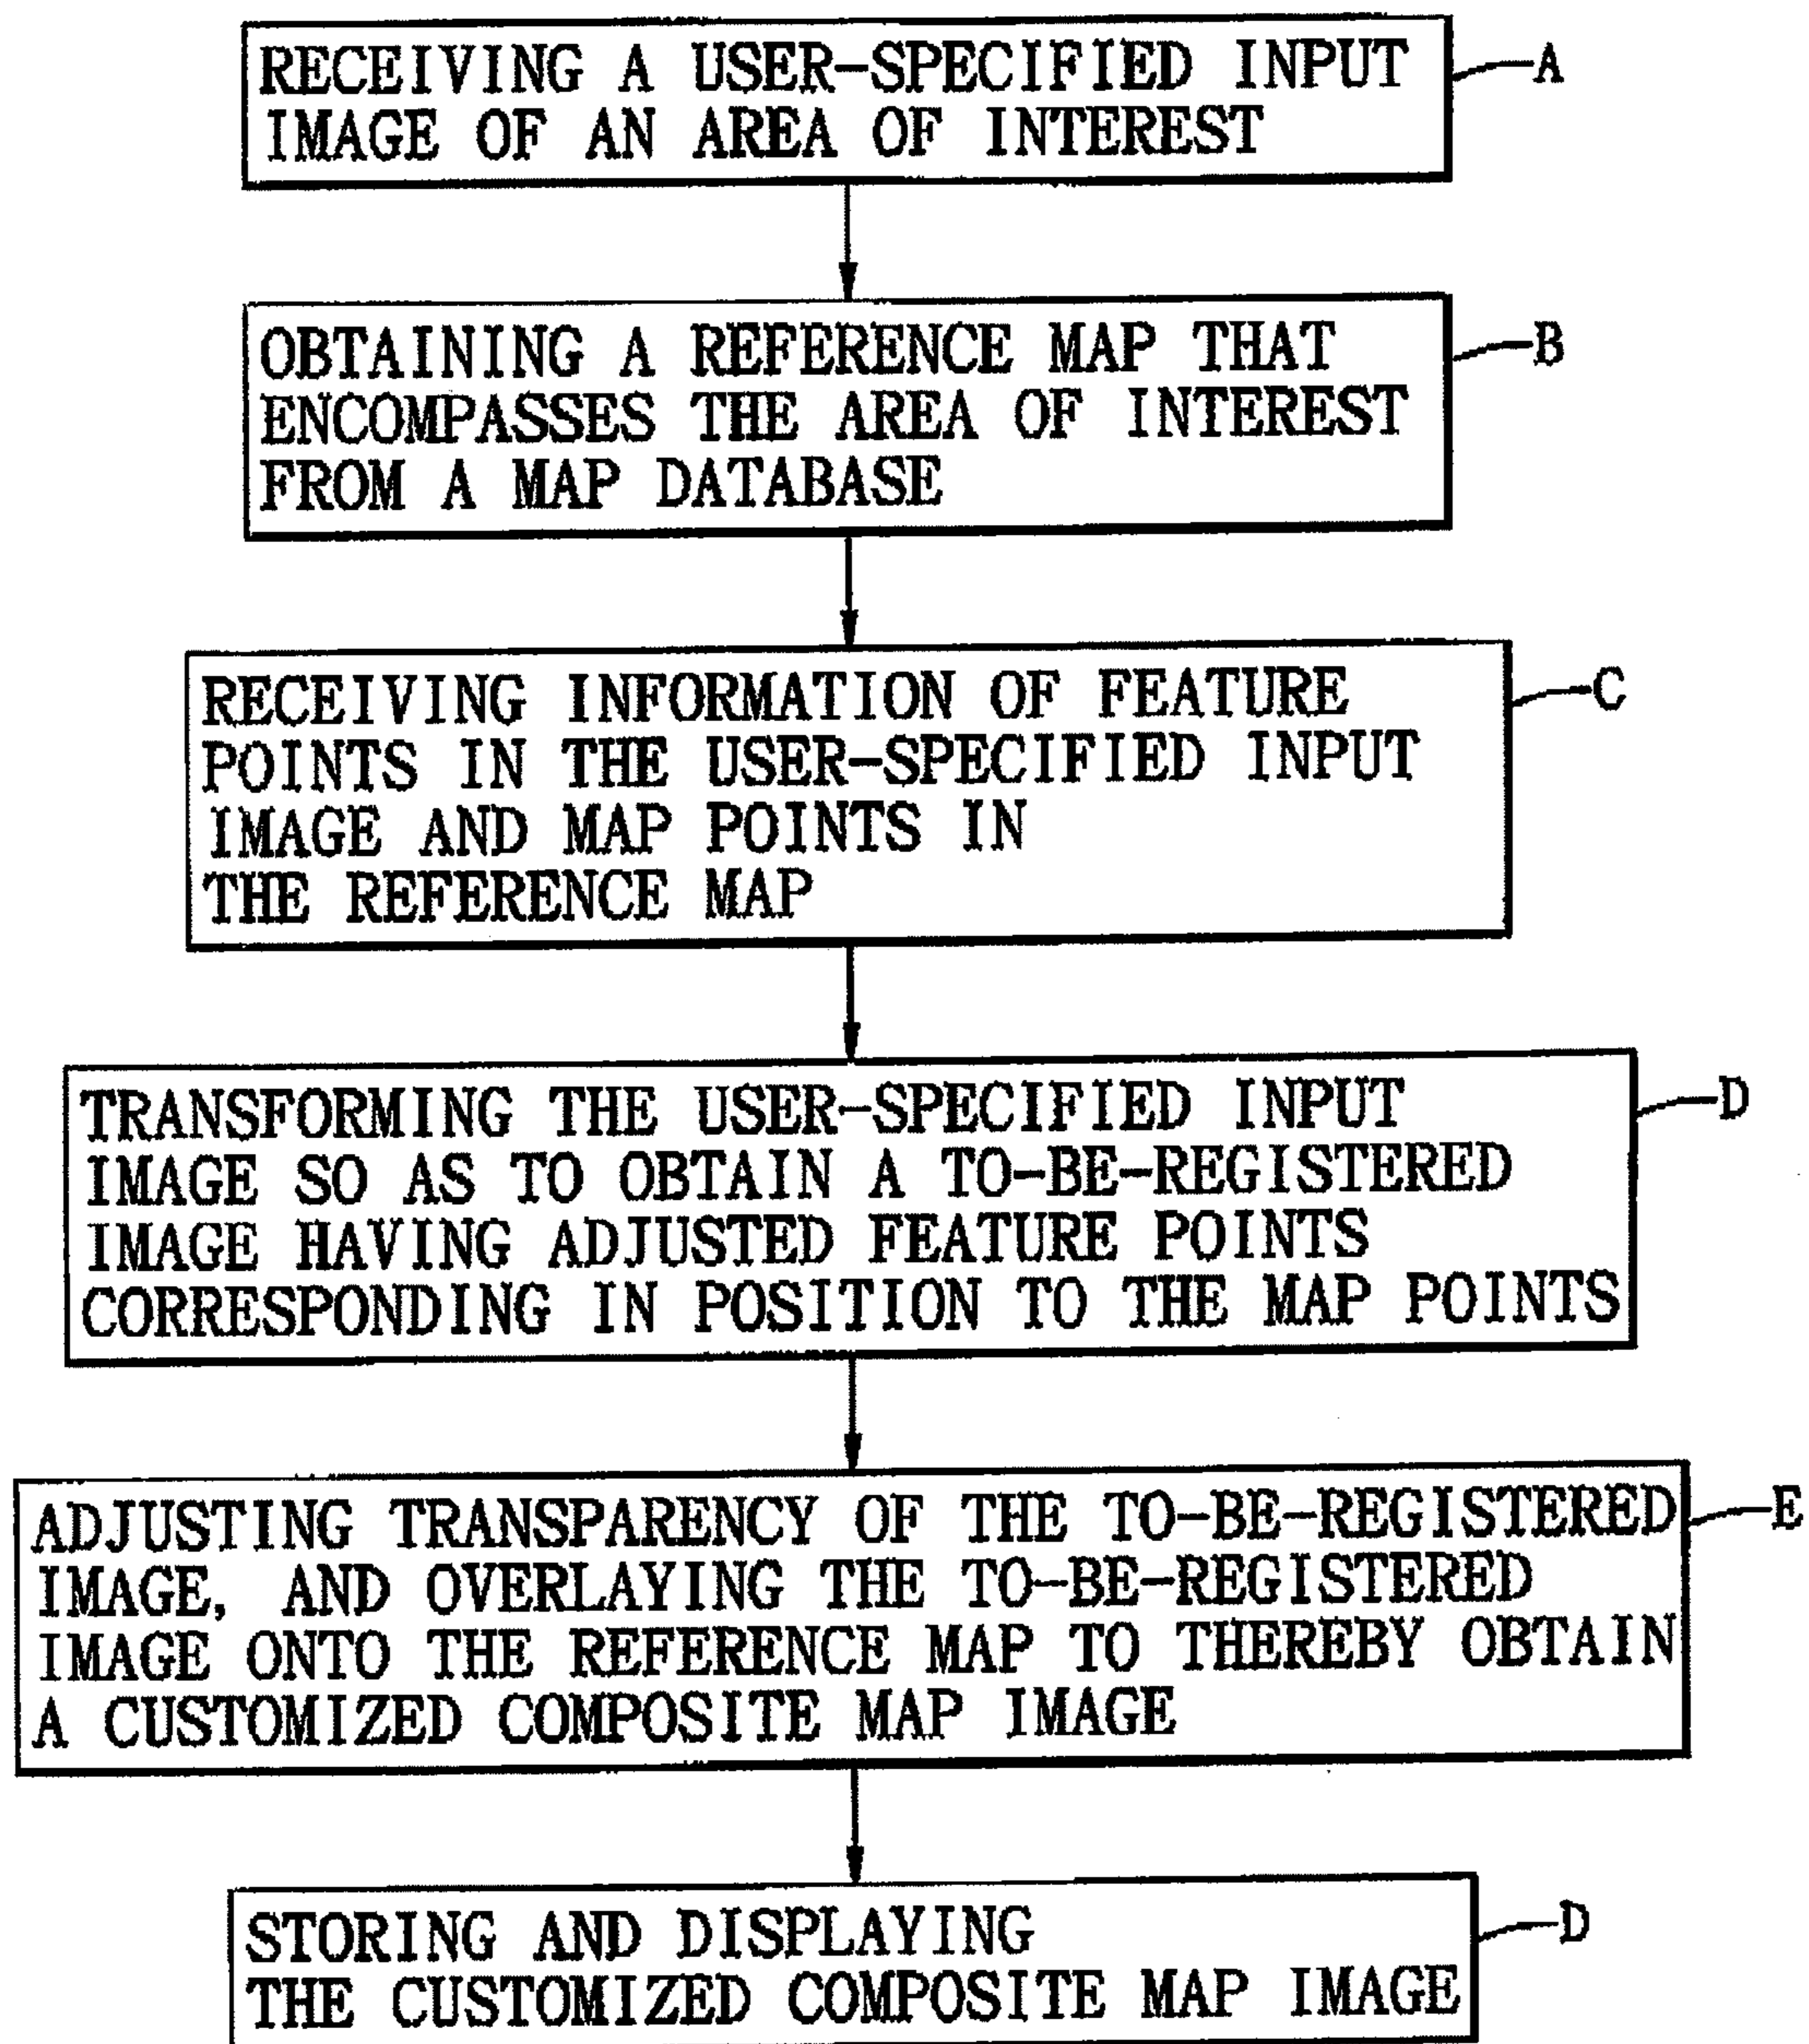 RECEIVING A USER-SPECIFIED INPUT
IMAGE OF AN AREA OF INTEREST
A
OBTAINING A REFERENCE MAP THAT
ENCOMPASSES THE AREA OF INTEREST
FROM A MAP DATABASE
B
RECEIVING INFORMATION OF FEATURE
POINTS IN THE USER-SPECIFIED INPUT
IMAGE AND MAP POINTS IN
THE REFERENCE MAP
C
TRANSFORMING THE USER-SPECIFIED INPUT
IMAGE SO AS TO OBTAIN A TO-BE-REGISTERED
IMAGE HAVING ADJUSTED FEATURE POINTS
CORRESPONDING IN POSITION TO THE MAP POINTS
D
ADJUSTING TRANSPARENCY OF THE TO-BE-REGISTERED
IMAGE, AND OVERLAYING THE TO-BE-REGISTERED
IMAGE ONTO THE REFERENCE MAP TO THEREBY OBTAIN
A CUSTOMIZED COMPOSITE MAP IMAGE
E
STORING AND DISPLAYING
THE CUSTOMIZED COMPOSITE MAP IMAGE
D